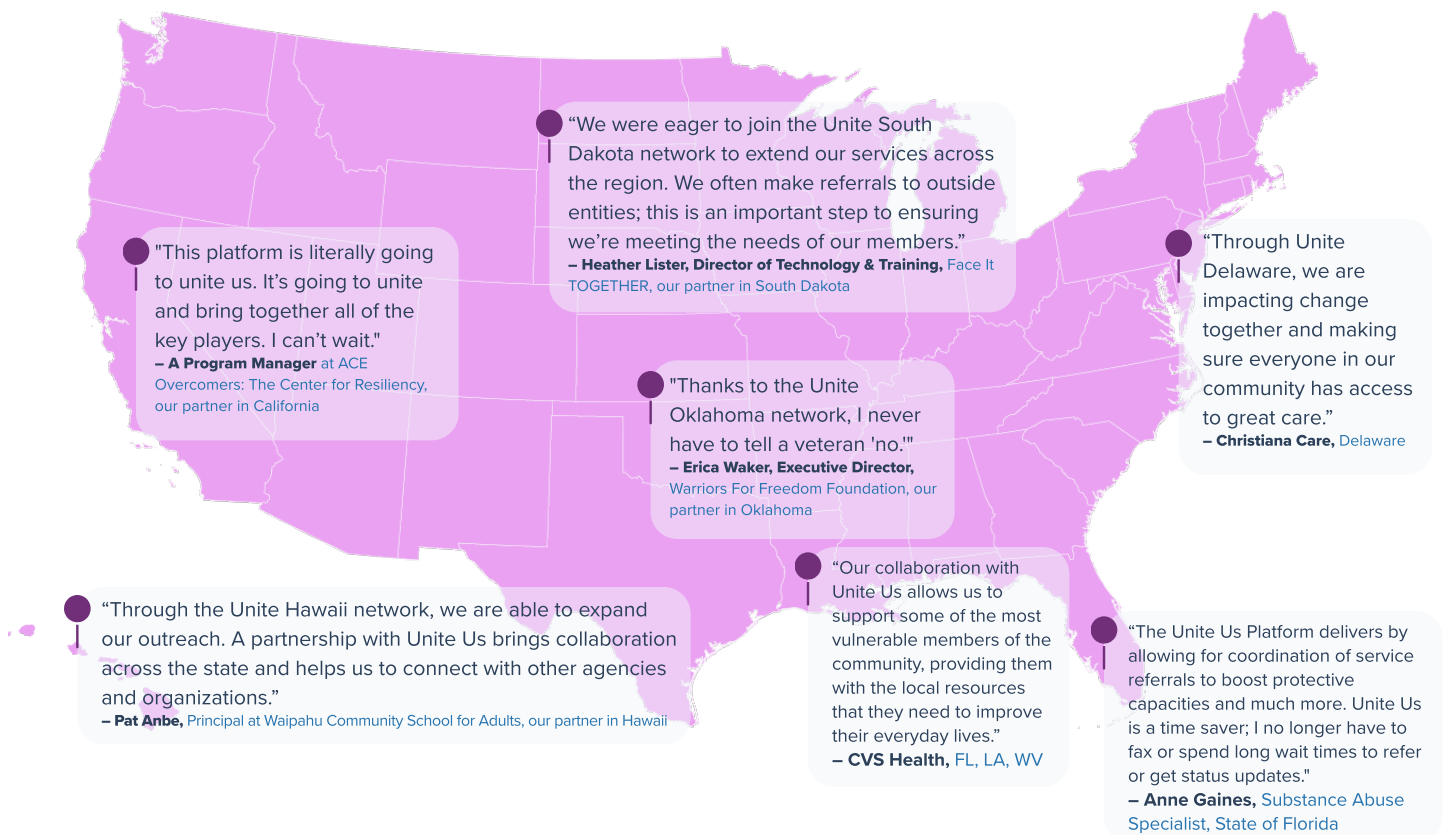 “We were eager to join the Unite South
Dakota network to extend our services across
the region. We often make referrals to outside
entities; this is an important step to ensuring
we’re meeting the needs of our members.”
– Heather Lister, Director of Technology & Training, Face It
TOGETHER, our partner in South Dakota
"This platform is literally going
to unite us. It’s going to unite
and bring together all of the
key players. I can’t wait."
– A Program Manager at ACE
Overcomers: The Center for Resiliency,
our partner in California
“Through Unite
Delaware, we are
impacting change
together and making
sure everyone in our
community has access
to great care.”
– Christiana Care, Delaware
"Thanks to the Unite
Oklahoma network, I never
have to tell a veteran 'no.'"
– Erica Waker, Executive Director,
Warriors For Freedom Foundation, our
partner in Oklahoma
“Through the Unite Hawaii network, we are able to expand
our outreach. A partnership with Unite Us brings collaboration
across the state and helps us to connect with other agencies
and organizations.”
– Pat Anbe, Principal at Waipahu Community School for Adults, our partner in Hawaii
“Our collaboration with
Unite Us allows us to
support some of the most
vulnerable members of the
community, providing them
with the local resources
that they need to improve
their everyday lives.”
– CVS Health, FL, LA, WV
“The Unite Us Platform delivers by
allowing for coordination of service
referrals to boost protective
capacities and much more. Unite Us
is a time saver; I no longer have to
fax or spend long wait times to refer
or get status updates."
– Anne Gaines, Substance Abuse
Specialist, State of Florida